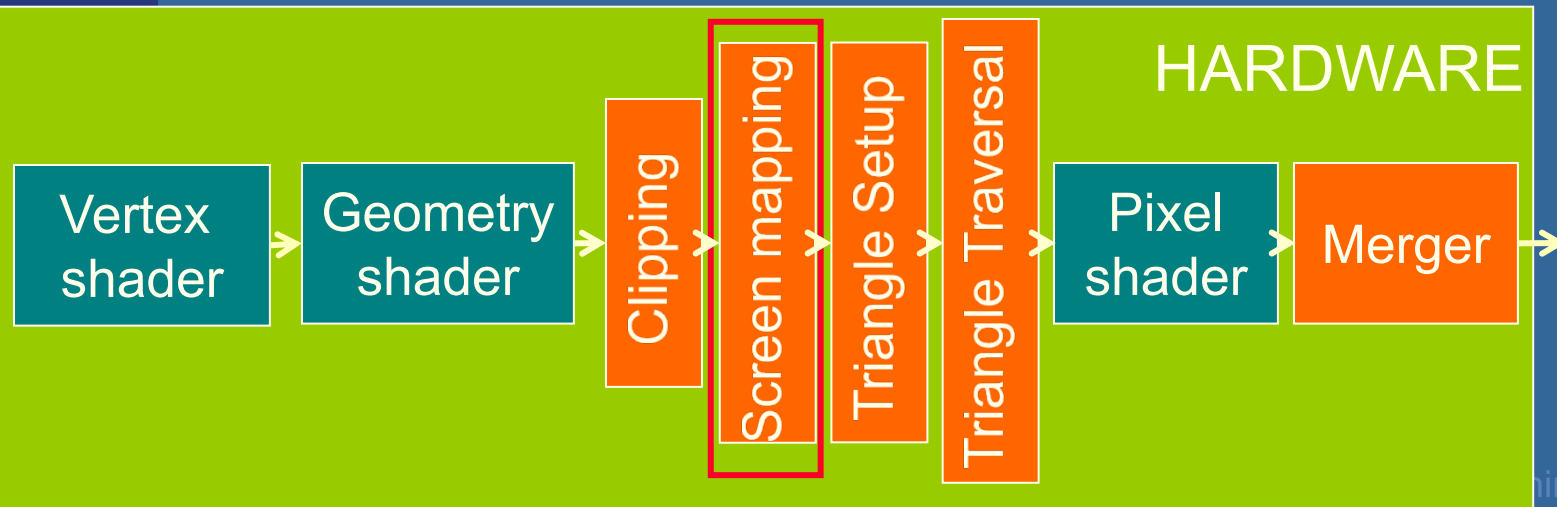 HARDWARE
Vertex
shader
Geometry
shader
Clipping
Screen mapping
Triangle Setup
Triangle Traversal
Pixel
shader
Merger